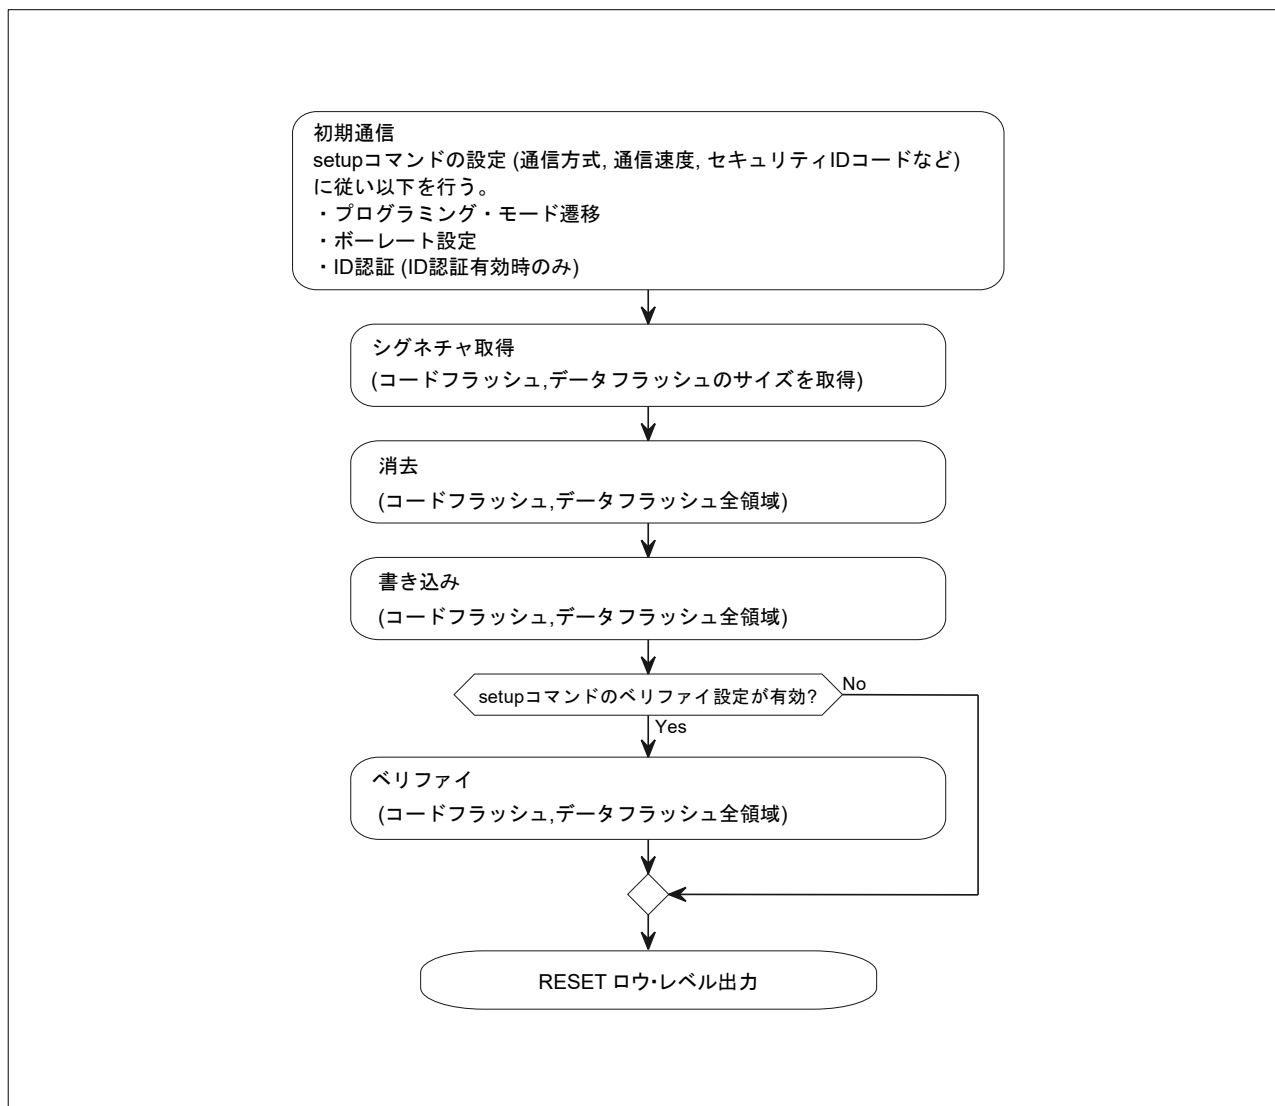 初期通信
setupコマンドの設定 (通信方式, 通信速度, セキュリティIDコードなど)
に従い以下を行う。
・プログラミング・モード遷移
・ボーレート設定
・ID認証 (ID認証有効時のみ)
シグネチャ取得
(コードフラッシュ,データフラッシュのサイズを取得)
消去
(コードフラッシュ,データフラッシュ全領域)
書き込み
(コードフラッシュ,データフラッシュ全領域)
setupコマンドのベリファイ設定が有効?
No
Yes
ベリファイ
(コードフラッシュ,データフラッシュ全領域)
RESET ロウ・レベル出力